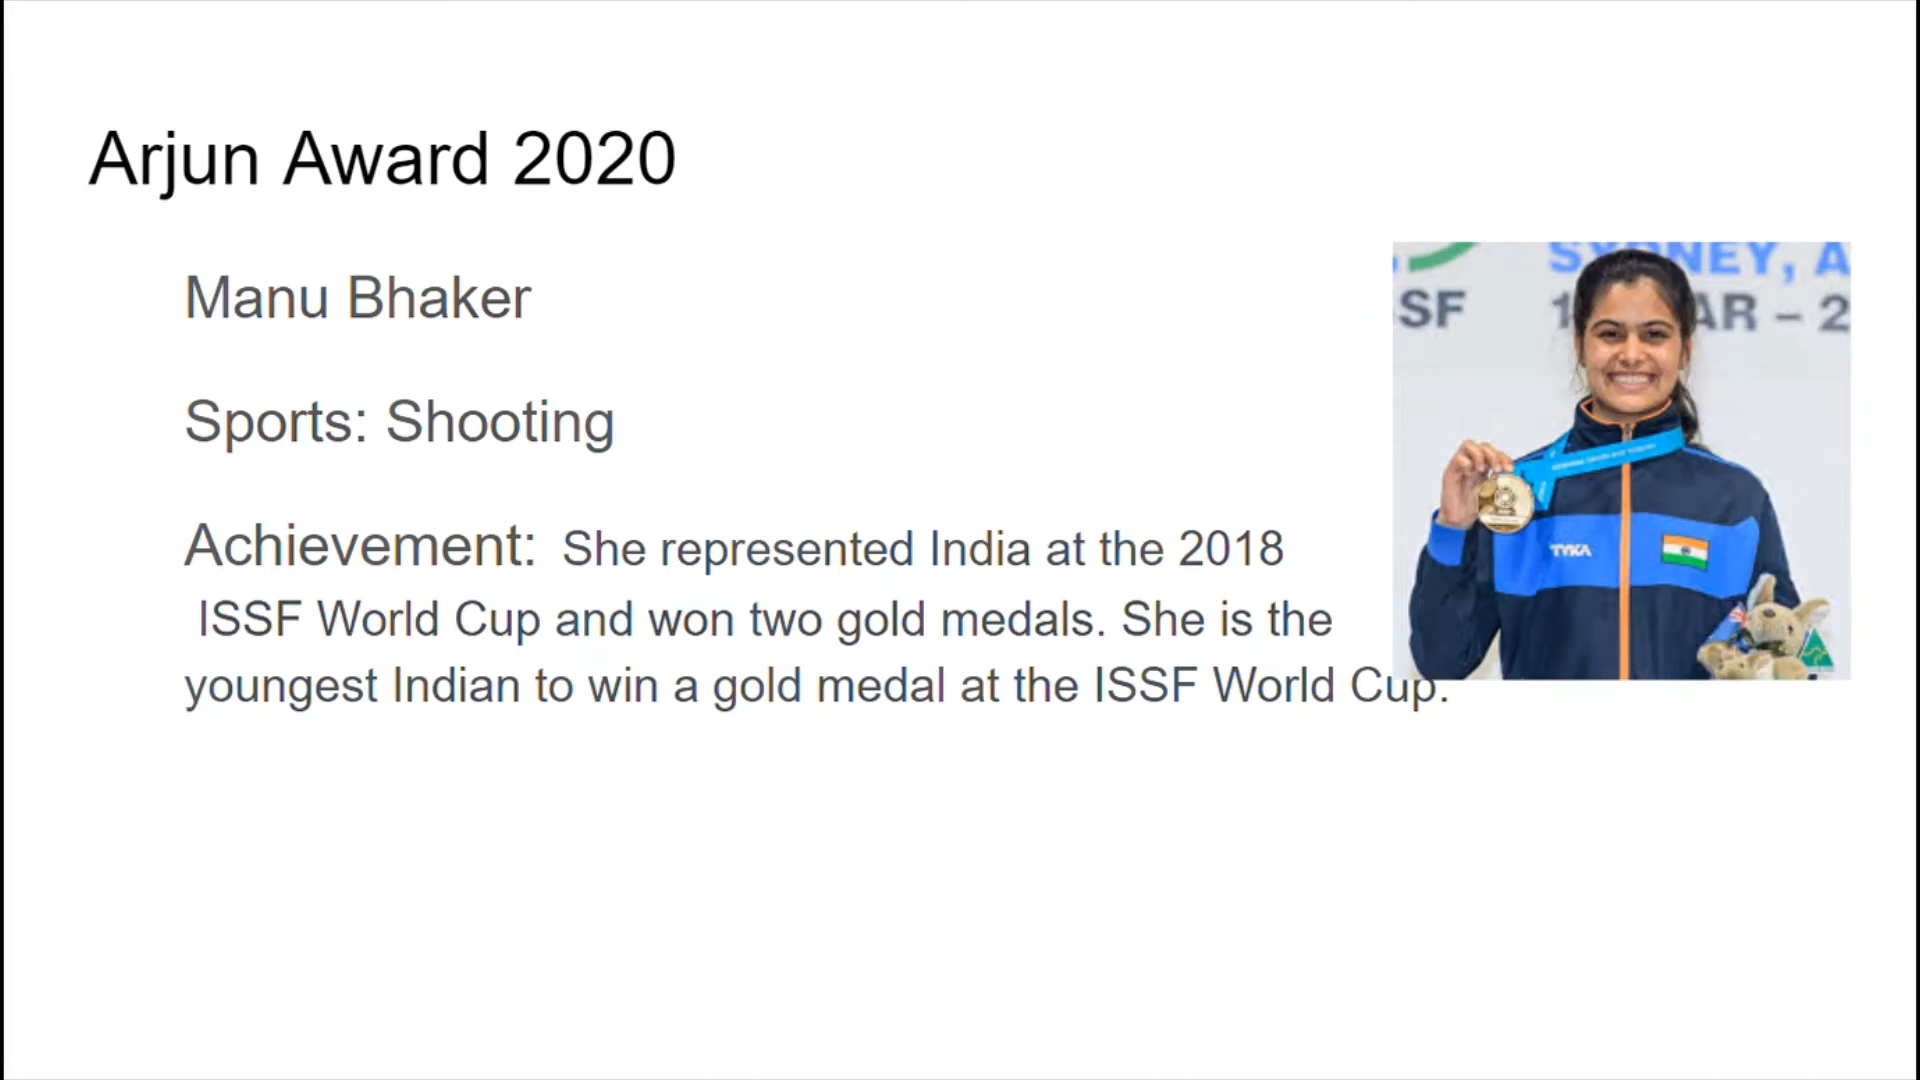 Arjun Award 2020
Manu Bhaker
Sports: Shooting
Achievement: She represented India at the 2018
ISSF World Cup and won two gold medals. She is the
youngest Indian to win a gold medal at the ISSF World Cup.
SYDNEY, A
SSF
AR – 2
TYKA